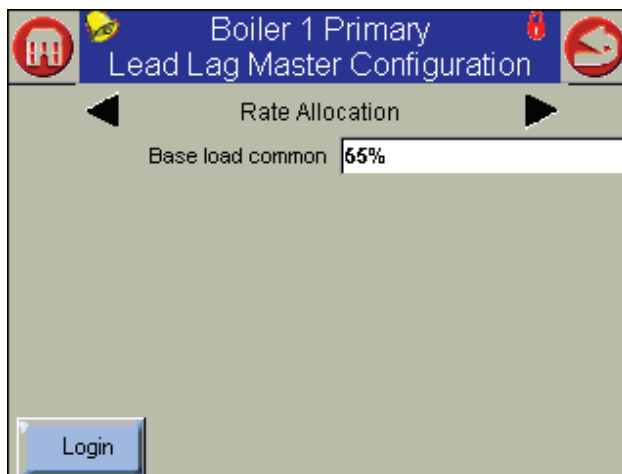 Boiler 1 Primary
Lead Lag Master Configuration
Rate Allocation
Base load common 65%
Login